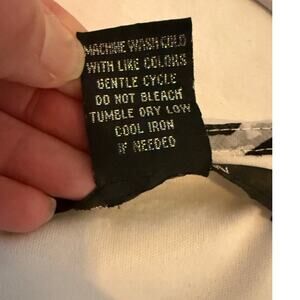 MACHINE WASH COLD
WITH LIKE COLORS
GENTLE CYCLE
DO NOT BLEACH
TUMBLE DRY LOW
COOL IRON
IF NEEDED